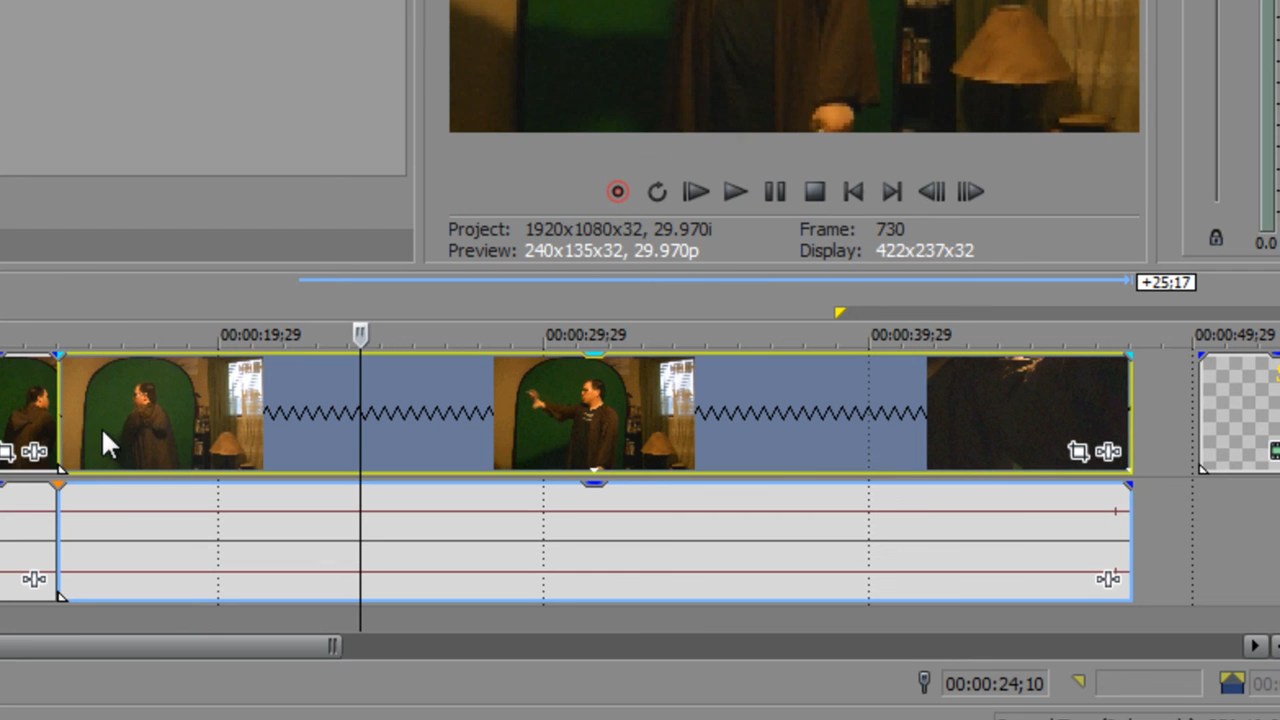 Project: 1920x1080x32, 29.970i Frame: 730
Preview: 240x135x32, 29.970p Display: 422x237x32
0.0
+25;17
00:00:19;29 00:00:29;29 00:00:39;29 00:00:49;29
00:00:24;10 00: